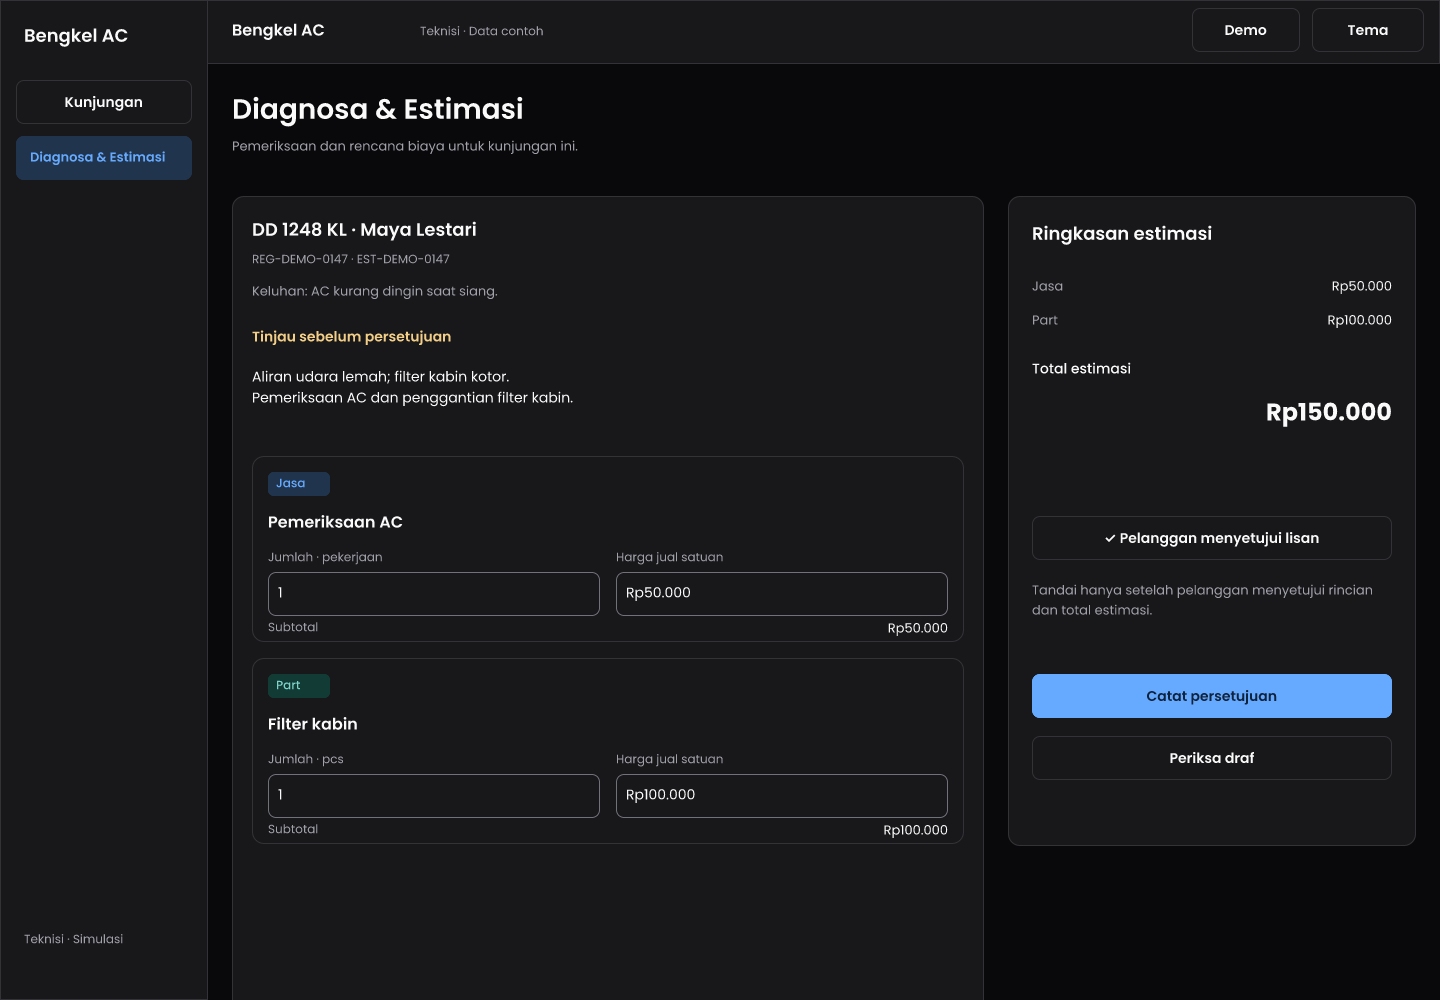 Bengkel AC
Kunjungan
Diagnosa & Estimasi
Teknisi · Simulasi
Bengkel AC
Teknisi · Data contoh
Demo
Tema
Diagnosa & Estimasi
Pemeriksaan dan rencana biaya untuk kunjungan ini.
DD 1248 KL · Maya Lestari
REG-DEMO-0147 · EST-DEMO-0147
Keluhan: AC kurang dingin saat siang.
Tinjau sebelum persetujuan
Aliran udara lemah; filter kabin kotor.
Pemeriksaan AC dan penggantian filter kabin.
Jasa
Pemeriksaan AC
Jumlah · pekerjaan
Harga jual satuan
1
Rp50.000
Subtotal
Rp50.000
Part
Filter kabin
Jumlah · pcs
Harga jual satuan
1
Rp100.000
Subtotal
Rp100.000
Ringkasan estimasi
Jasa
Rp50.000
Part
Rp100.000
Total estimasi
Rp150.000
✓ Pelanggan menyetujui lisan
Tandai hanya setelah pelanggan menyetujui rincian
dan total estimasi.
Catat persetujuan
Periksa draf